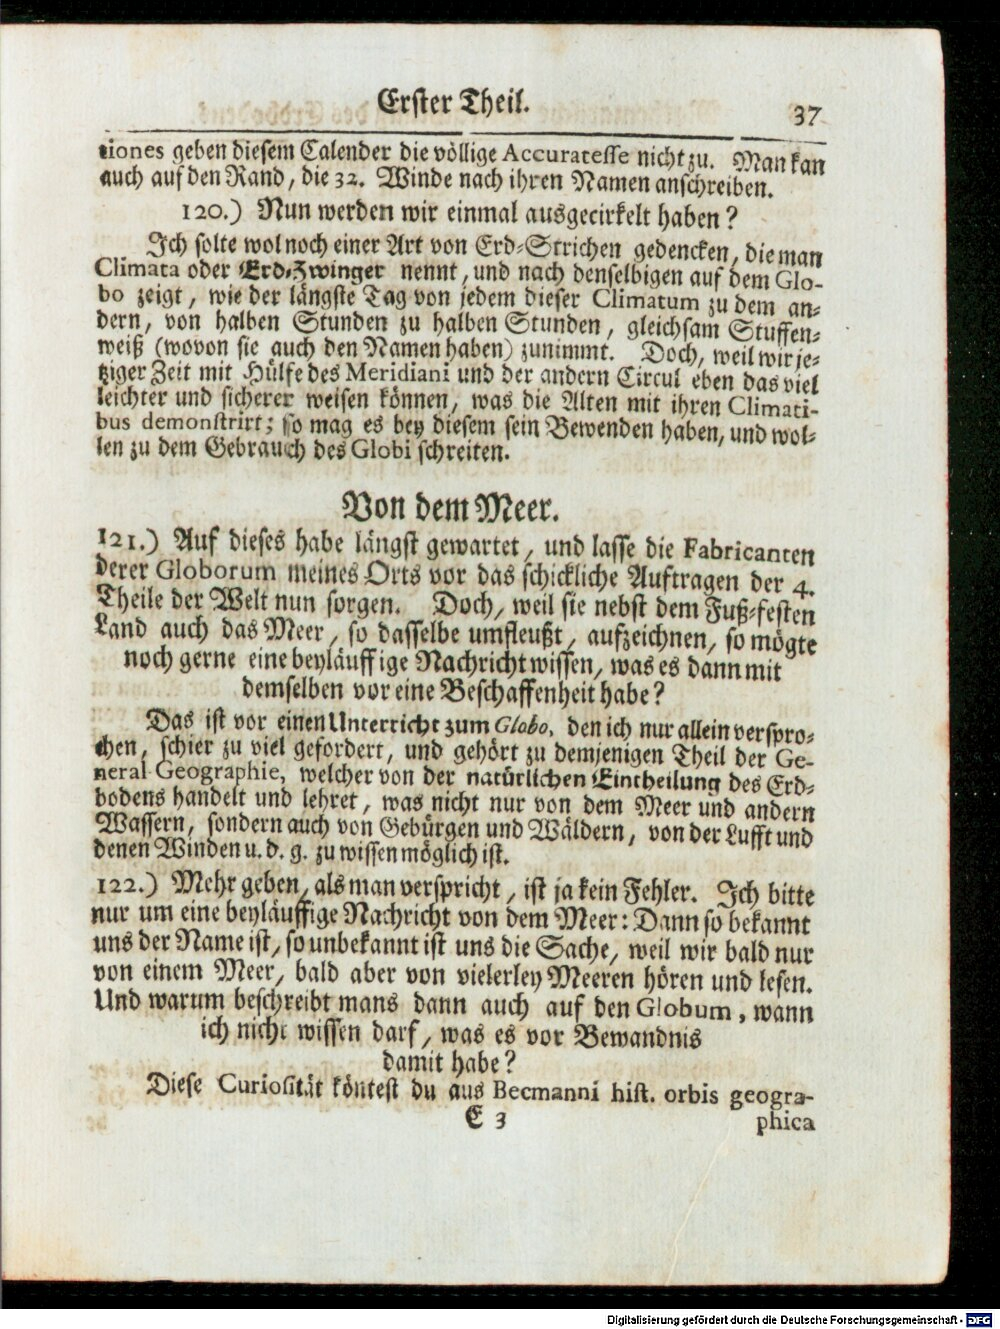 Erster Theil.
37
tiones geben diesem Calender die völlige Accuratesse nicht zu. Man kan
auch auf den Rand, die 32. Winde nach ihren Namen anschreiben.
120.) Nun werden wir einmal ausgecirkelt haben?
Ich solte wol noch einer Art von Erd-Strichen gedencken, die man
Climata oder Erd-Zwinger nennt, und nach denselbigen auf dem Glo-
bo zeigt, wie der längste Tag von jedem dieser Climatum zu dem an-
dern, von halben Stunden zu halben Stunden, gleichsam Stuffen-
weiß (wovon sie auch den Namen haben) zunimmt. Doch, weil wir je-
tziger Zeit mit Hülfe des Meridiani und der andern Circul eben das viel
leichter und sicherer weisen können, was die Alten mit ihren Climati-
bus demonstrirt; so mag es bey diesem sein Bewenden haben, und wol-
len zu dem Gebrauch des Globi schreiten.
Von dem Meer.
121.) Auf dieses habe längst gewartet, und lasse die Fabricanten
derer Globorum meines Orts vor das schickliche Auftragen der 4.
Theile der Welt nun sorgen. Doch, weil sie nebst dem Fuß-festen
Land auch das Meer, so dasselbe umfleußt, aufzeichnen, so mögte
noch gerne eine beyläuffige Nachricht wissen, was es dann mit
demselben vor eine Beschaffenheit habe?
Das ist vor einen Unterricht zum Globo, den ich nur allein verspro-
chen, schier zu viel gefordert, und gehört zu demjenigen Theil der Ge-
neral-Geographie, welcher von der natürlichen Eintheilung des Erd-
bodens handelt und lehret, was nicht nur von dem Meer und andern
Wassern, sondern auch von Gebürgen und Wäldern, von der Lufft und
denen Winden u. d. g. zu wissen möglich ist.
122.) Mehr geben, als man verspricht, ist ja kein Fehler. Ich bitte
nur um eine beyläuffige Nachricht von dem Meer: Dann so bekannt
uns der Name ist, so unbekannt ist uns die Sache, weil wir bald nur
von einem Meer, bald aber von vielerley Meeren hören und lesen.
Und warum beschreibt mans dann auch auf den Globum, wann
ich nicht wissen darf, was es vor Bewandnis
damit habe?
Diese Curiosität köntest du aus Becmanni hist. orbis geogra-
E 3
phica
Digitalisierung gefördert durch die Deutsche Forschungsgemeinschaft - DFG